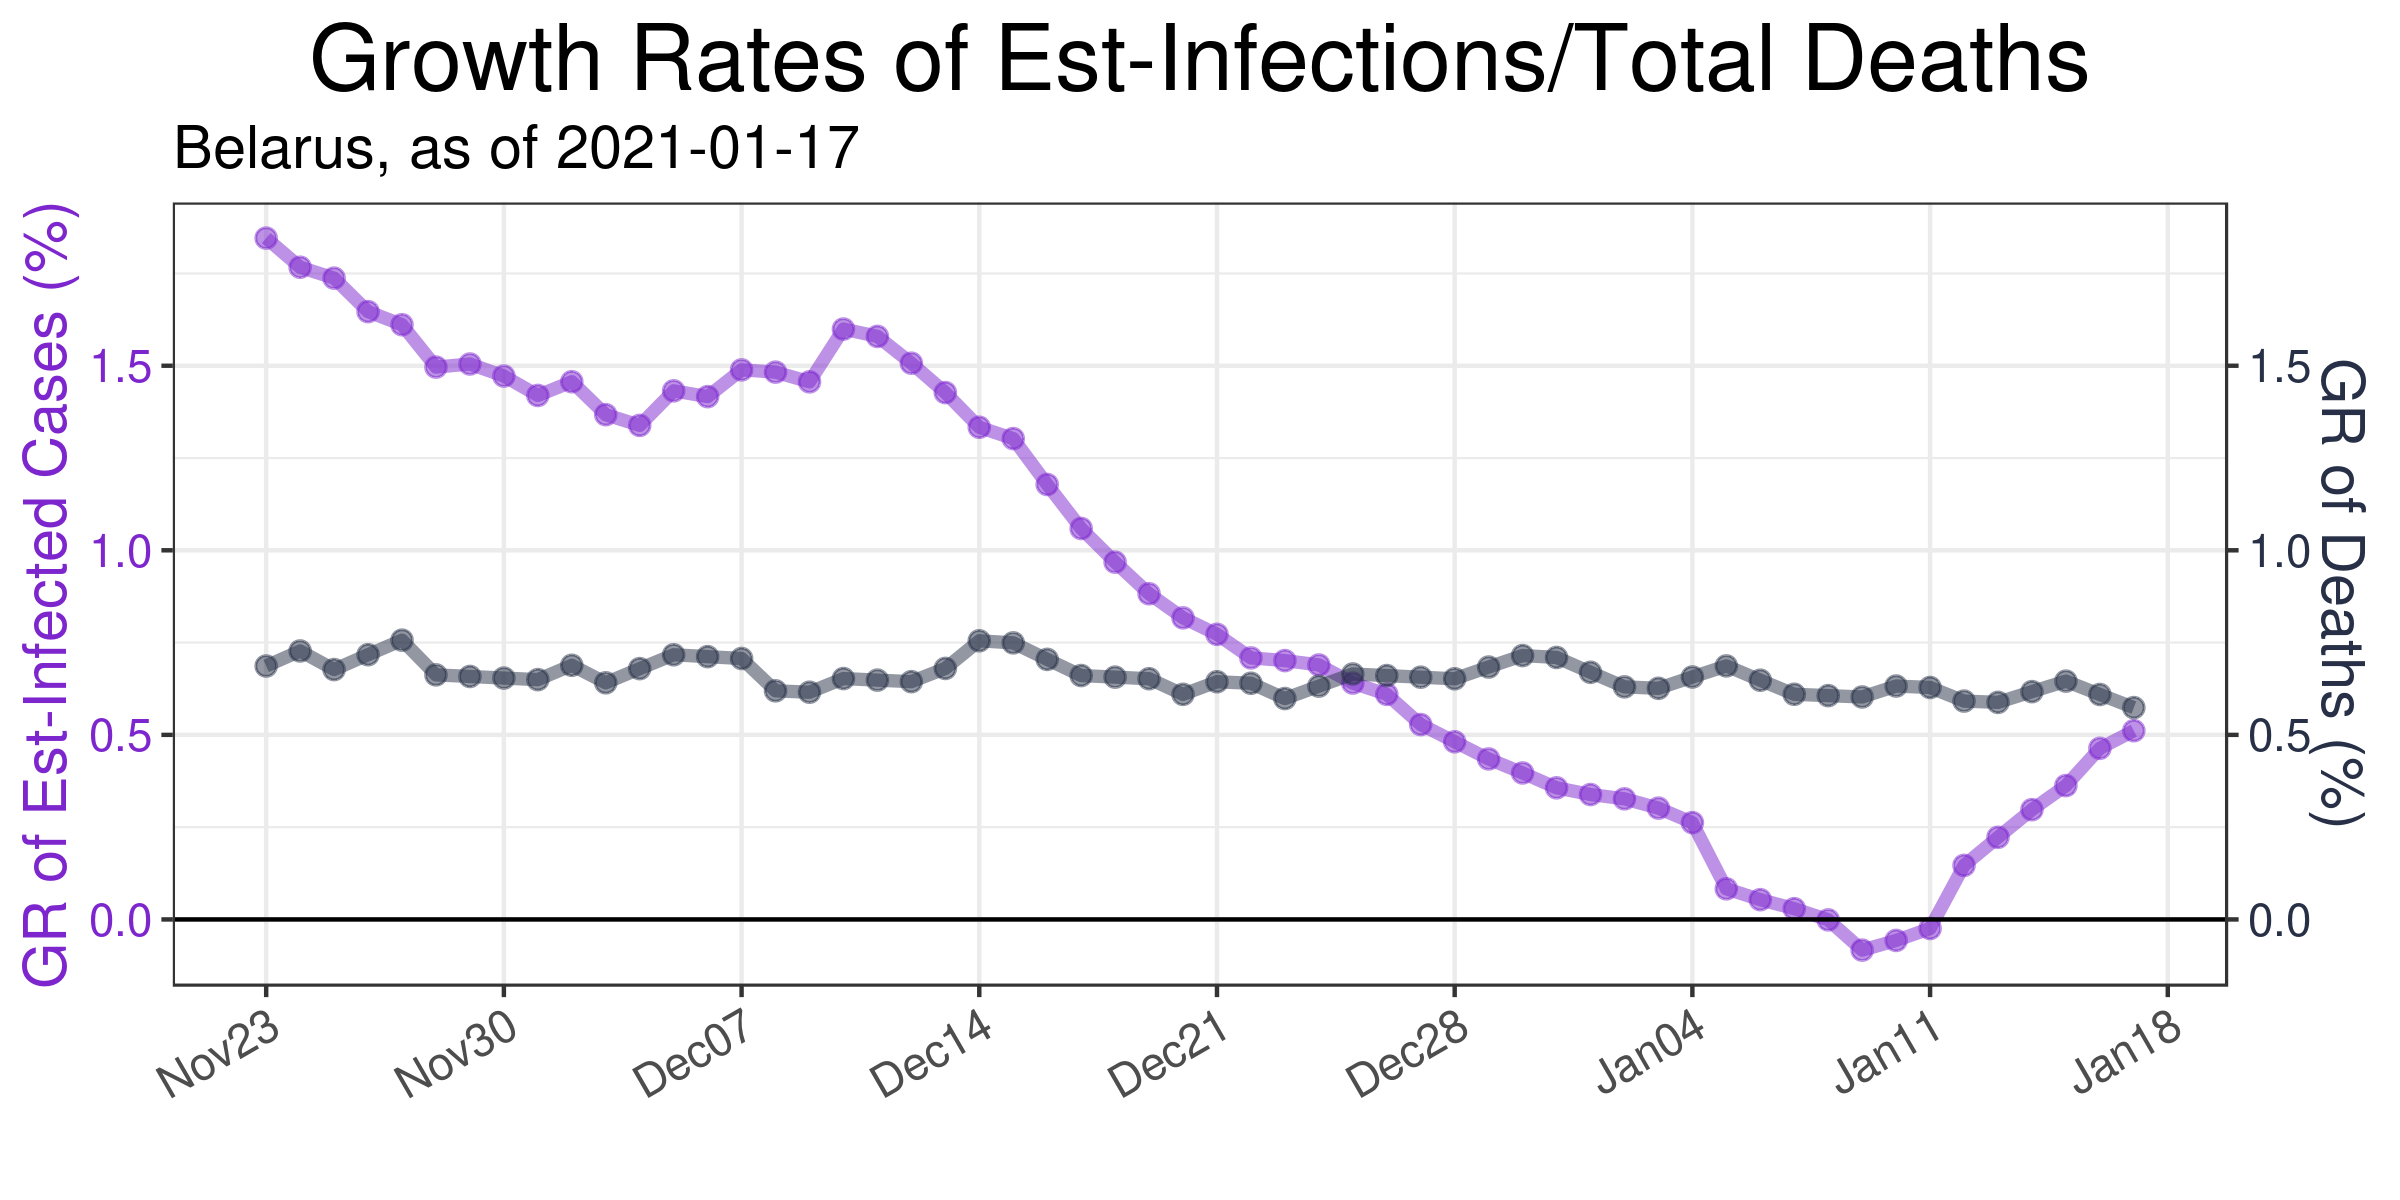 Growth Rates of Est-Infections/Total Deaths
Belarus, as of 2021-01-17
GR of Est-Infected Cases (%)
1.5
1.0
0.5
0.0
1.5
1.0
0.5
0.0
GR of Deaths (%)
Nov23
Nov30
Dec07
Dec14
Dec21
Dec28
Jan04
Jan11
Jan18